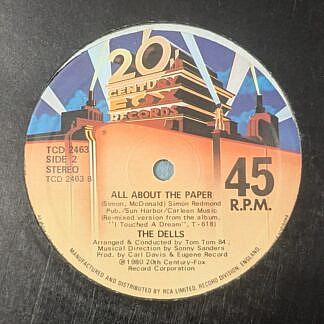 20th
CENTURY
FOX
RECORDS
TCD 2463
SIDE 2
STEREO
TCD 2463 B
45
R.P.M.
ALL ABOUT THE PAPER
(Simon, McDonald) Simon Redmond
Pub./Sun Harbor/Carleen Music
(Re-mixed version from the album,
"I Touched A Dream", T-618)
THE DELLS
Arranged & Conducted by Tom Tom 84,
Musical Direction by Sonny Sanders
Prod. by Carl Davis & Eugene Record
℗ 1980 20th Century-Fox
Record Corporation
MANUFACTURED AND DISTRIBUTED BY RCA LIMITED, RECORD DIVISION, ENGLAND.